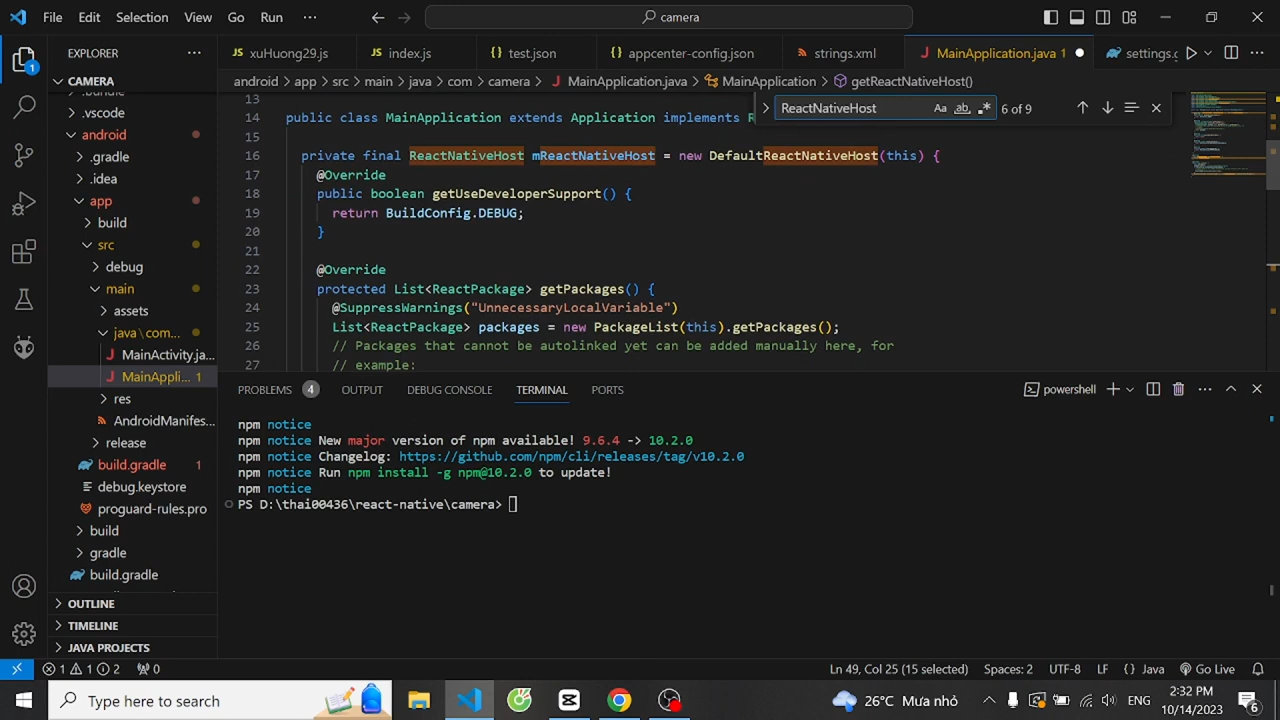 File Edit Selection View Go Run ··· camera
EXPLORER
CAMERA
.vscode
android
.gradle
.idea
app
build
src
debug
main
assets
java\com...
MainActivity.ja...
MainAppli... 1
res
AndroidManifes...
release
build.gradle 1
debug.keystore
proguard-rules.pro
build
gradle
build.gradle
OUTLINE
TIMELINE
JAVA PROJECTS
xuHuong29.js index.js test.json appcenter-config.json strings.xml MainApplication.java 1 settings.g
android > app > src > main > java > com > camera > MainApplication.java > MainApplication > getReactNativeHost()
ReactNativeHost Aa ab 6 of 9
13
14 public class MainApplication extends Application implements R
15
16 private final ReactNativeHost mReactNativeHost = new DefaultReactNativeHost(this) {
17 @Override
18 public boolean getUseDeveloperSupport() {
19 return BuildConfig.DEBUG;
20 }
21
22 @Override
23 protected List<ReactPackage> getPackages() {
24 @SuppressWarnings("UnnecessaryLocalVariable")
25 List<ReactPackage> packages = new PackageList(this).getPackages();
26 // Packages that cannot be autolinked yet can be added manually here, for
27 // example:
PROBLEMS 4 OUTPUT DEBUG CONSOLE TERMINAL PORTS powershell
npm notice
npm notice New major version of npm available! 9.6.4 -> 10.2.0
npm notice Changelog: https://github.com/npm/cli/releases/tag/v10.2.0
npm notice Run npm install -g npm@10.2.0 to update!
npm notice
PS D:\thai00436\react-native\camera>
1 1 2 0 Ln 49, Col 25 (15 selected) Spaces: 2 UTF-8 LF {} Java Go Live
Type here to search 26°C Mưa nhỏ ENG 2:32 PM
10/14/2023 6